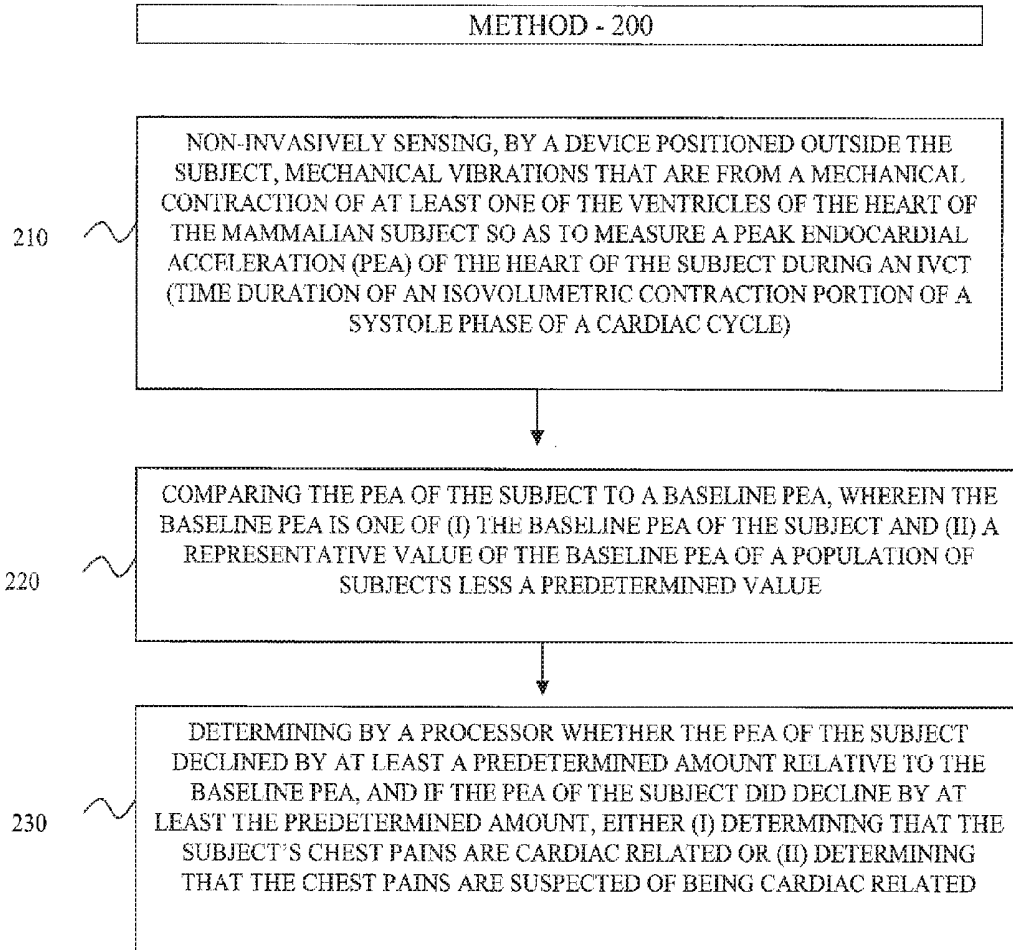 METHOD - 200
NON-INVASIVELY SENSING, BY A DEVICE POSITIONED OUTSIDE THE
SUBJECT, MECHANICAL VIBRATIONS THAT ARE FROM A MECHANICAL
CONTRACTION OF AT LEAST ONE OF THE VENTRICLES OF THE HEART OF
THE MAMMALIAN SUBJECT SO AS TO MEASURE A PEAK ENDOCARDIAL
ACCELERATION (PEA) OF THE HEART OF THE SUBJECT DURING AN IVCT
(TIME DURATION OF AN ISOVOLUMETRIC CONTRACTION PORTION OF A
SYSTOLE PHASE OF A CARDIAC CYCLE)
210
COMPARING THE PEA OF THE SUBJECT TO A BASELINE PEA, WHEREIN THE
BASELINE PEA IS ONE OF (I) THE BASELINE PEA OF THE SUBJECT AND (II) A
REPRESENTATIVE VALUE OF THE BASELINE PEA OF A POPULATION OF
SUBJECTS LESS A PREDETERMINED VALUE
220
DETERMINING BY A PROCESSOR WHETHER THE PEA OF THE SUBJECT
DECLINED BY AT LEAST A PREDETERMINED AMOUNT RELATIVE TO THE
BASELINE PEA, AND IF THE PEA OF THE SUBJECT DID DECLINE BY AT
LEAST THE PREDETERMINED AMOUNT, EITHER (I) DETERMINING THAT THE
SUBJECT'S CHEST PAINS ARE CARDIAC RELATED OR (II) DETERMINING
THAT THE CHEST PAINS ARE SUSPECTED OF BEING CARDIAC RELATED
230